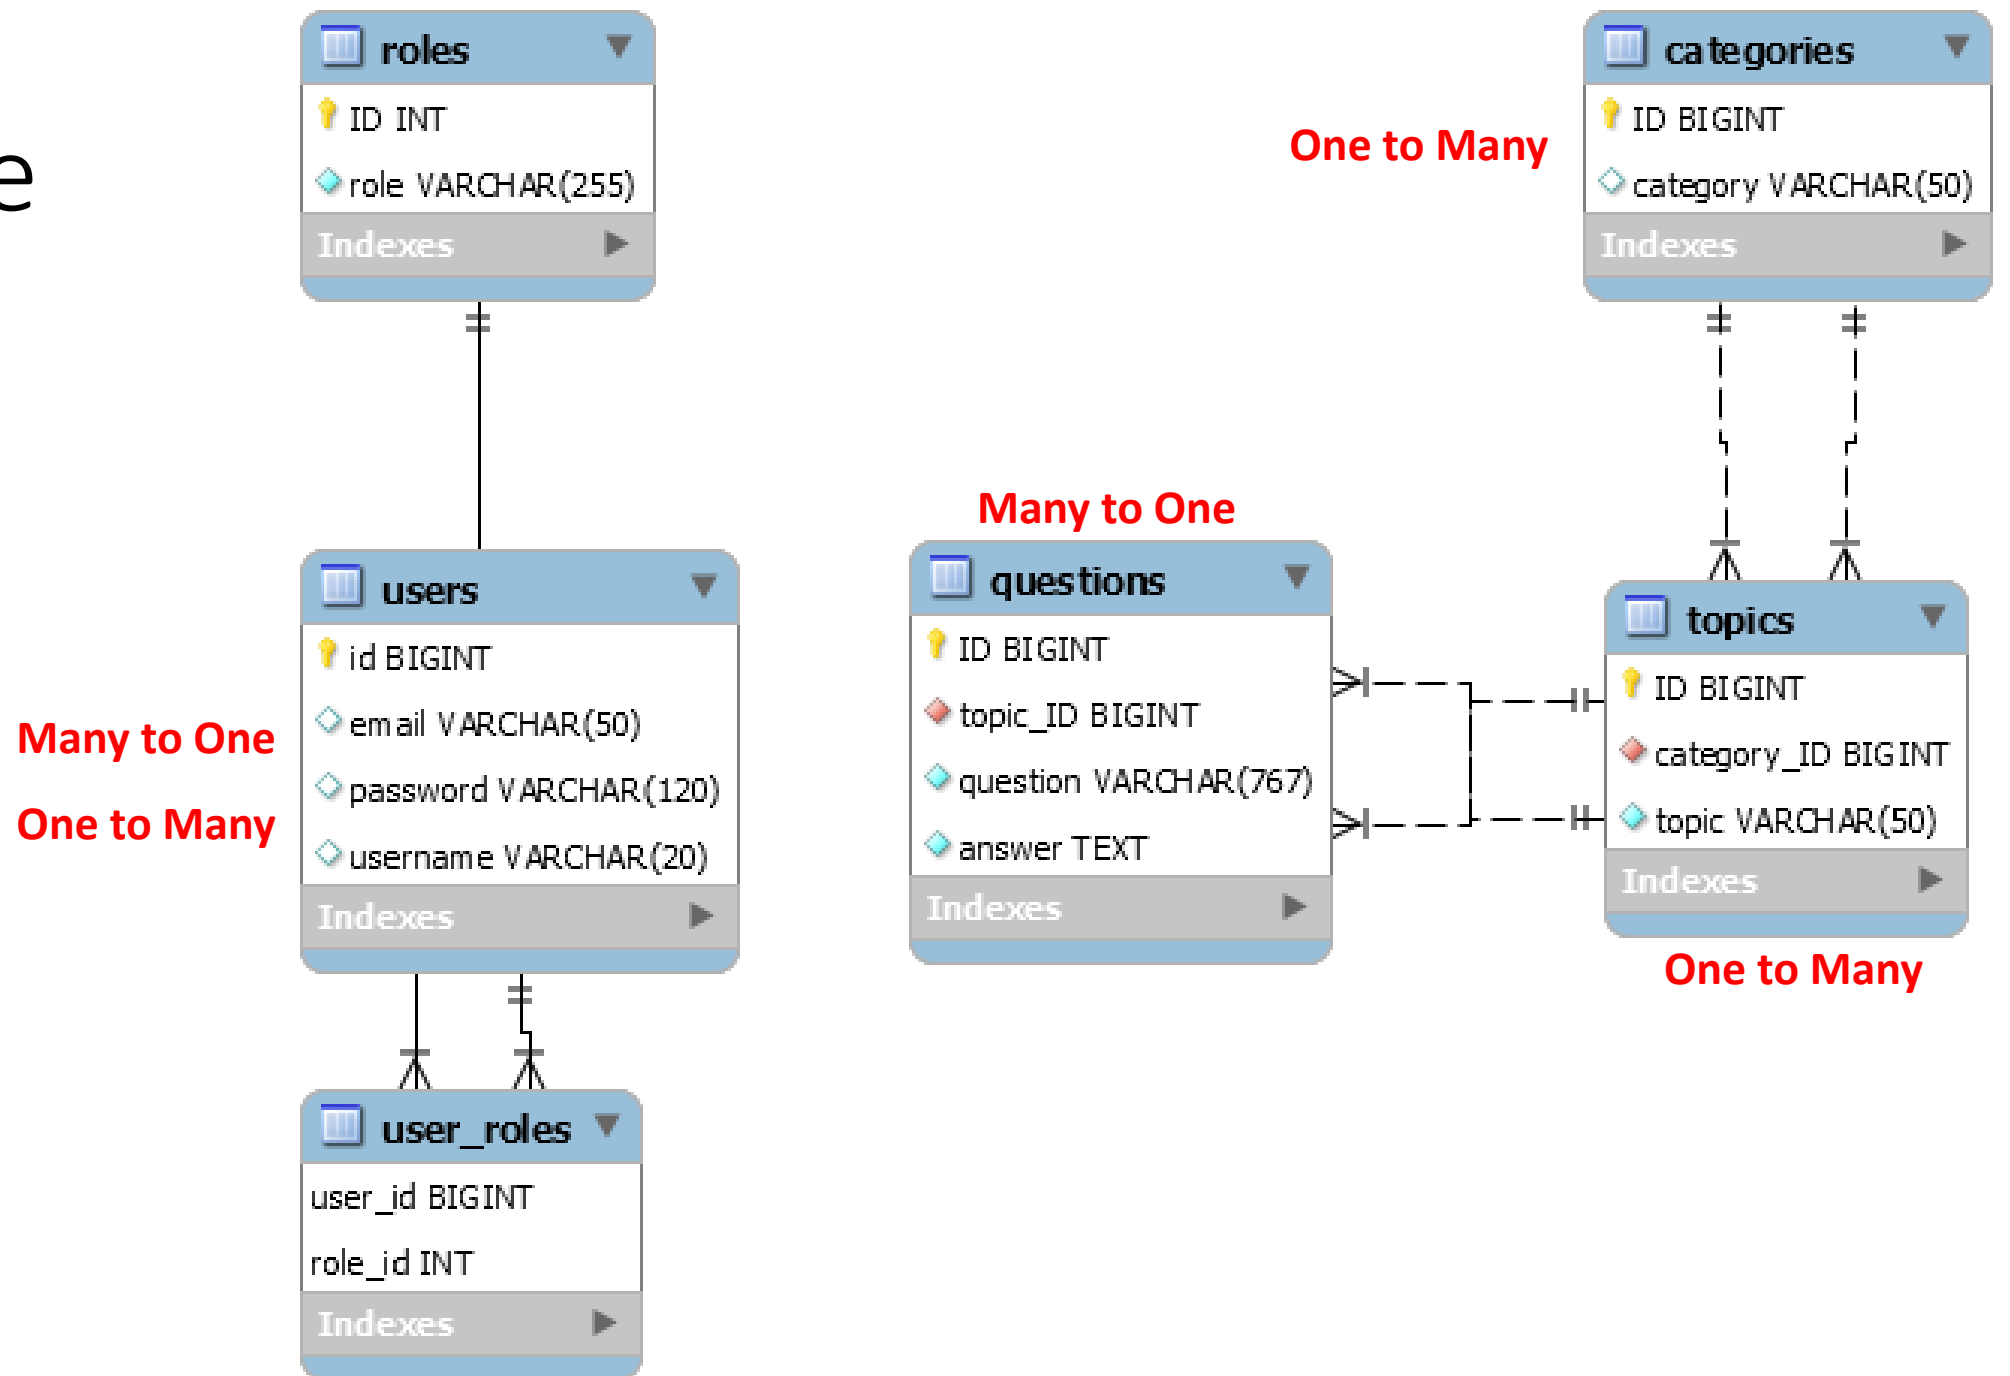 e
roles
ID INT
role VARCHAR(255)
Indexes
categories
ID BIGINT
category VARCHAR(50)
Indexes
One to Many
users
id BIGINT
email VARCHAR(50)
password VARCHAR(120)
username VARCHAR(20)
Indexes
Many to One
One to Many
Many to One
questions
ID BIGINT
topic_ID BIGINT
question VARCHAR(767)
answer TEXT
Indexes
topics
ID BIGINT
category_ID BIGINT
topic VARCHAR(50)
Indexes
One to Many
user_roles
user_id BIGINT
role_id INT
Indexes